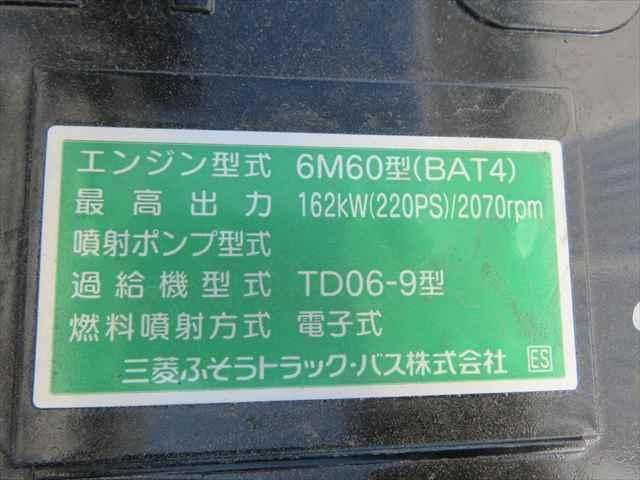 エンジン型式 6M60型(BAT4)
最高出力 162kW(220PS)/2070rpm
噴射ポンプ型式
過給機型式 TD06-9型
燃料噴射方式 電子式
三菱ふそうトラック・バス株式会社 ES